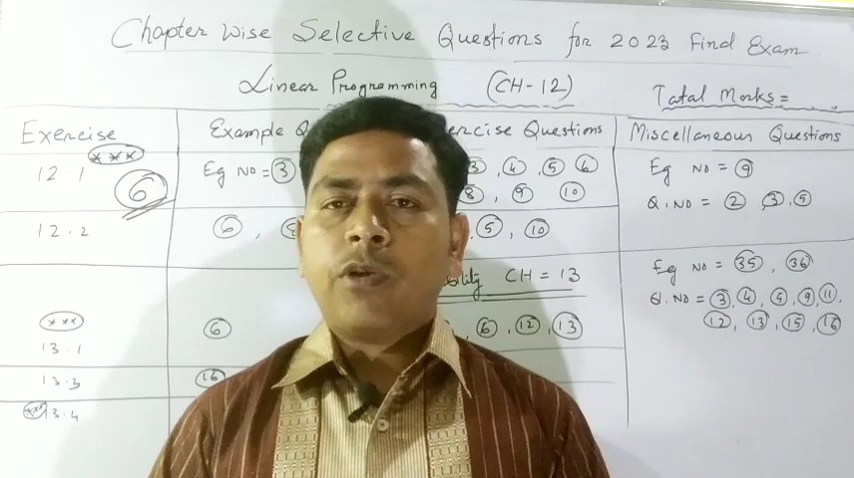 Chapter Wise Selective Questions for 2023 Final Exam
Linear Programming (CH-12)
Total Marks =
Exercise Example Q ercise Questions Miscellaneous Questions
12.1 *** 6 Eg No = 3 3, 4, 5 6
8, 9 10
Eg No = 9
Q.No = 2, 3, 5
12.2 6, 5, 10
bility CH = 13
Eg No = 35, 36
Q.No = 3, 4, 5, 9, 11,
12, 13, 15, 16
*** 13.1 6 6, 12, 13
13.3 16
*** 13.4